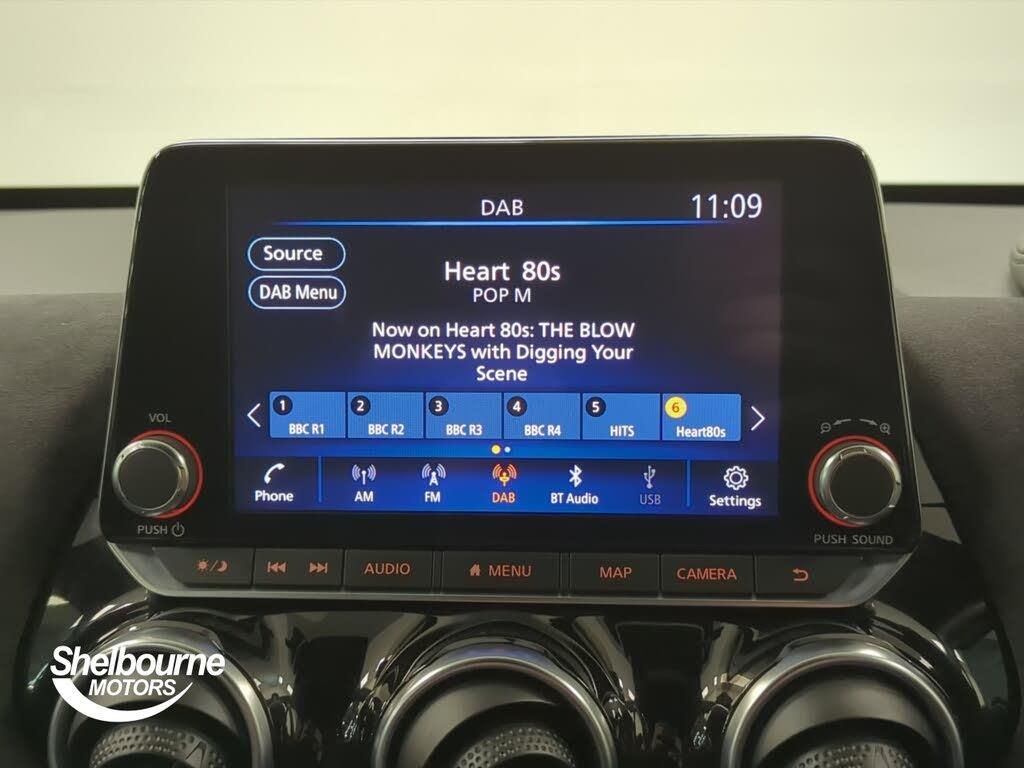 DAB
11:09
Source
DAB Menu
Heart 80s
POP M
Now on Heart 80s: THE BLOW
MONKEYS with Digging Your
Scene
1 2 3 4 5 6
BBC R1 BBC R2 BBC R3 BBC R4 HITS Heart80s
Phone AM FM DAB BT Audio USB Settings
VOL
PUSH
PUSH SOUND
AUDIO MENU MAP CAMERA
Shelbourne
MOTORS